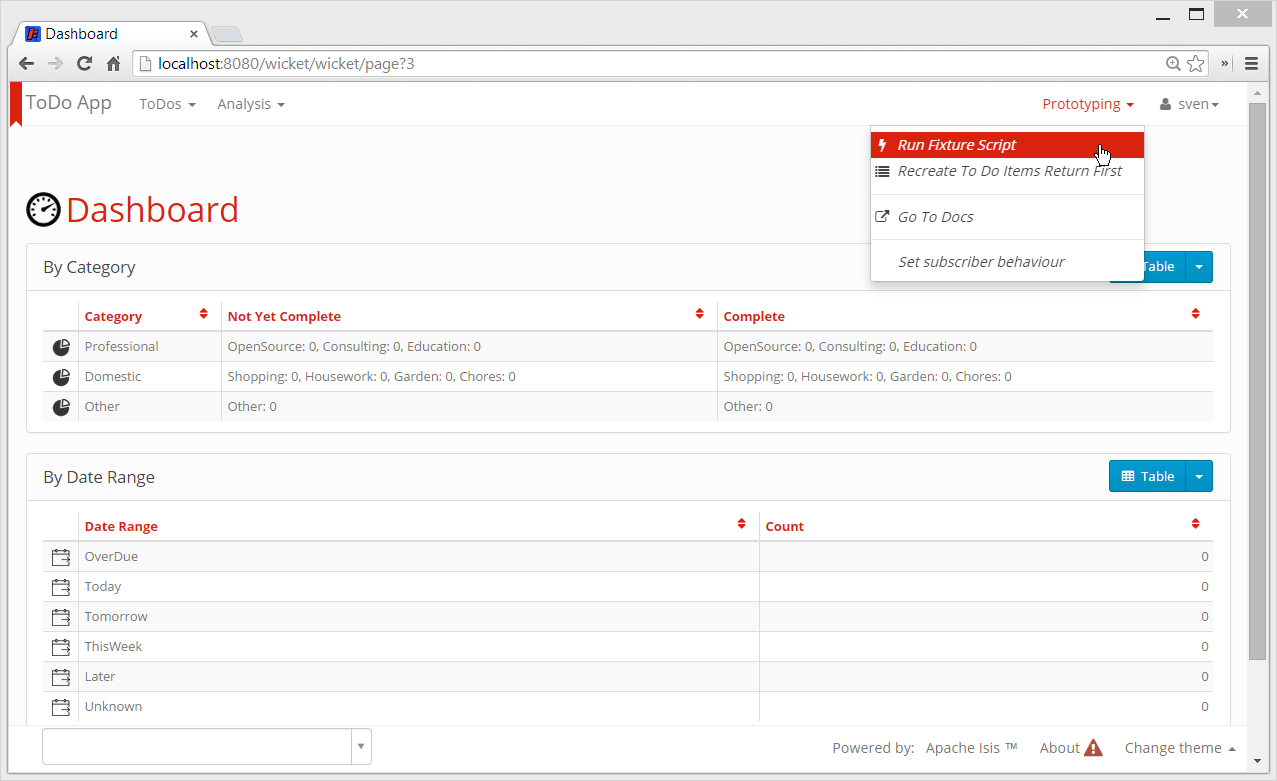 Dashboard
localhost:8080/wicket/wicket/page?3
ToDo App ToDos Analysis Prototyping sven
Run Fixture Script
Recreate To Do Items Return First
Go To Docs
Set subscriber behaviour
Dashboard
By Category Table
Category Not Yet Complete Complete
Professional OpenSource: 0, Consulting: 0, Education: 0 OpenSource: 0, Consulting: 0, Education: 0
Domestic Shopping: 0, Housework: 0, Garden: 0, Chores: 0 Shopping: 0, Housework: 0, Garden: 0, Chores: 0
Other Other: 0 Other: 0
By Date Range Table
Date Range Count
OverDue 0
Today 0
Tomorrow 0
ThisWeek 0
Later 0
Unknown 0
Powered by: Apache Isis ™ About Change theme